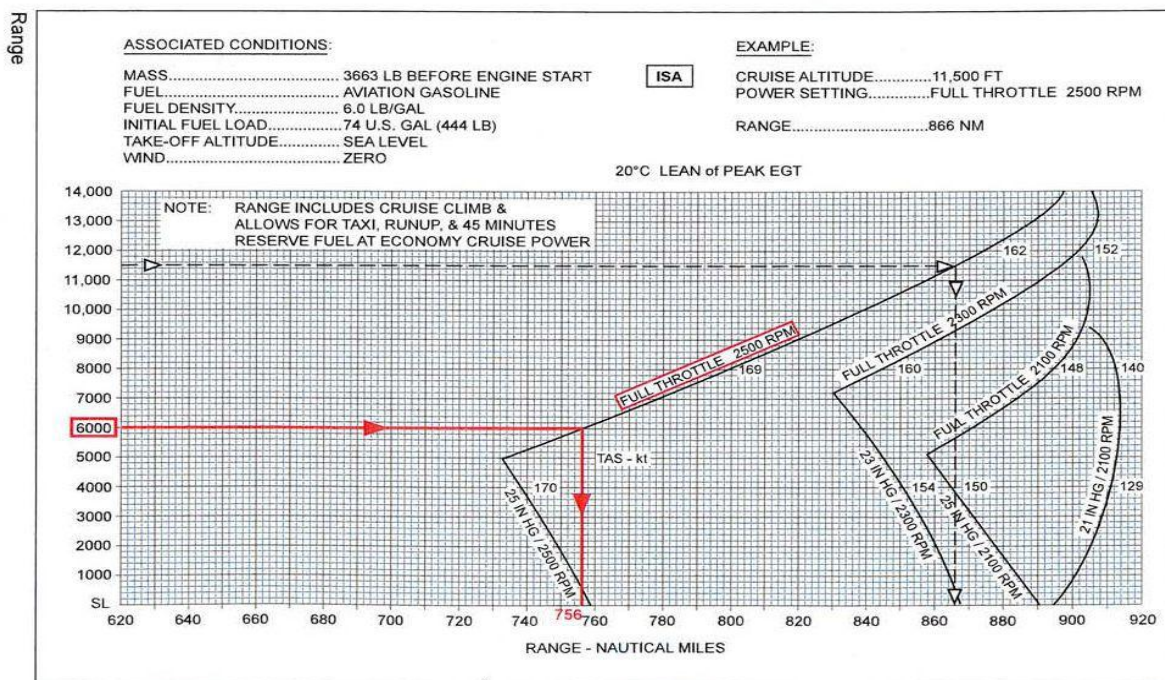 Range
ASSOCIATED CONDITIONS:
MASS.................................... 3663 LB BEFORE ENGINE START
FUEL..................................... AVIATION GASOLINE
FUEL DENSITY...................... 6.0 LB/GAL
INITIAL FUEL LOAD.............. 74 U.S. GAL (444 LB)
TAKE-OFF ALTITUDE........... SEA LEVEL
WIND.................................... ZERO
ISA
EXAMPLE:
CRUISE ALTITUDE...............11,500 FT
POWER SETTING..............FULL THROTTLE 2500 RPM
RANGE...............................866 NM
20°C LEAN of PEAK EGT
NOTE: RANGE INCLUDES CRUISE CLIMB &
ALLOWS FOR TAXI, RUNUP, & 45 MINUTES
RESERVE FUEL AT ECONOMY CRUISE POWER
14,000
13,000
12,000
11,000
10,000
9000
8000
7000
6000
5000
4000
3000
2000
1000
SL
162
152
FULL THROTTLE 2500 RPM
169
FULL THROTTLE 2300 RPM
160
FULL THROTTLE 2100 RPM
148
140
TAS - kt
170
25 IN HG / 2500 RPM
23 IN HG / 2300 RPM
154
150
25 IN HG / 2100 RPM
21 IN HG / 2100 RPM
129
756
620 640 660 680 700 720 740 760 780 800 820 840 860 880 900 920
RANGE - NAUTICAL MILES